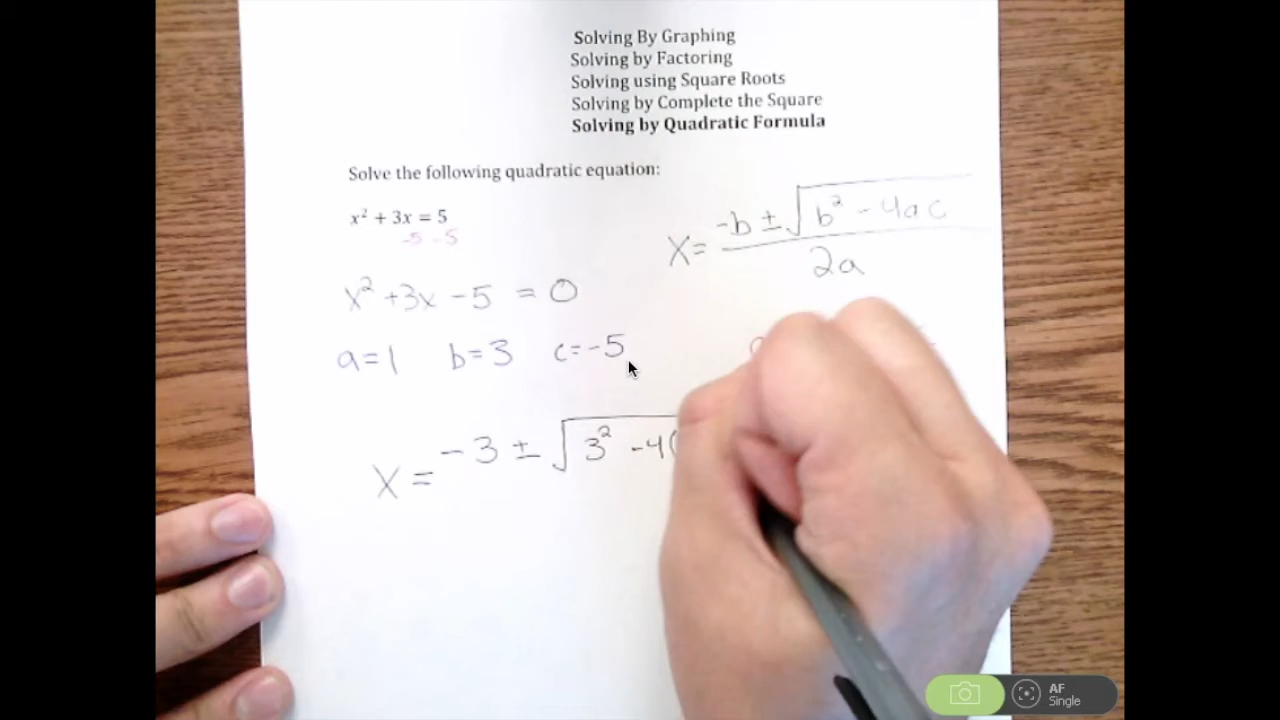 Solving By Graphing
Solving by Factoring
Solving using Square Roots
Solving by Complete the Square
Solving by Quadratic Formula
Solve the following quadratic equation:
x² + 3x = 5
-5 -5
x² +3x -5 = 0
x = -b ± √b² - 4ac / 2a
a=1 b=3 c=-5
x = -3 ± √3² -4(
AF
Single